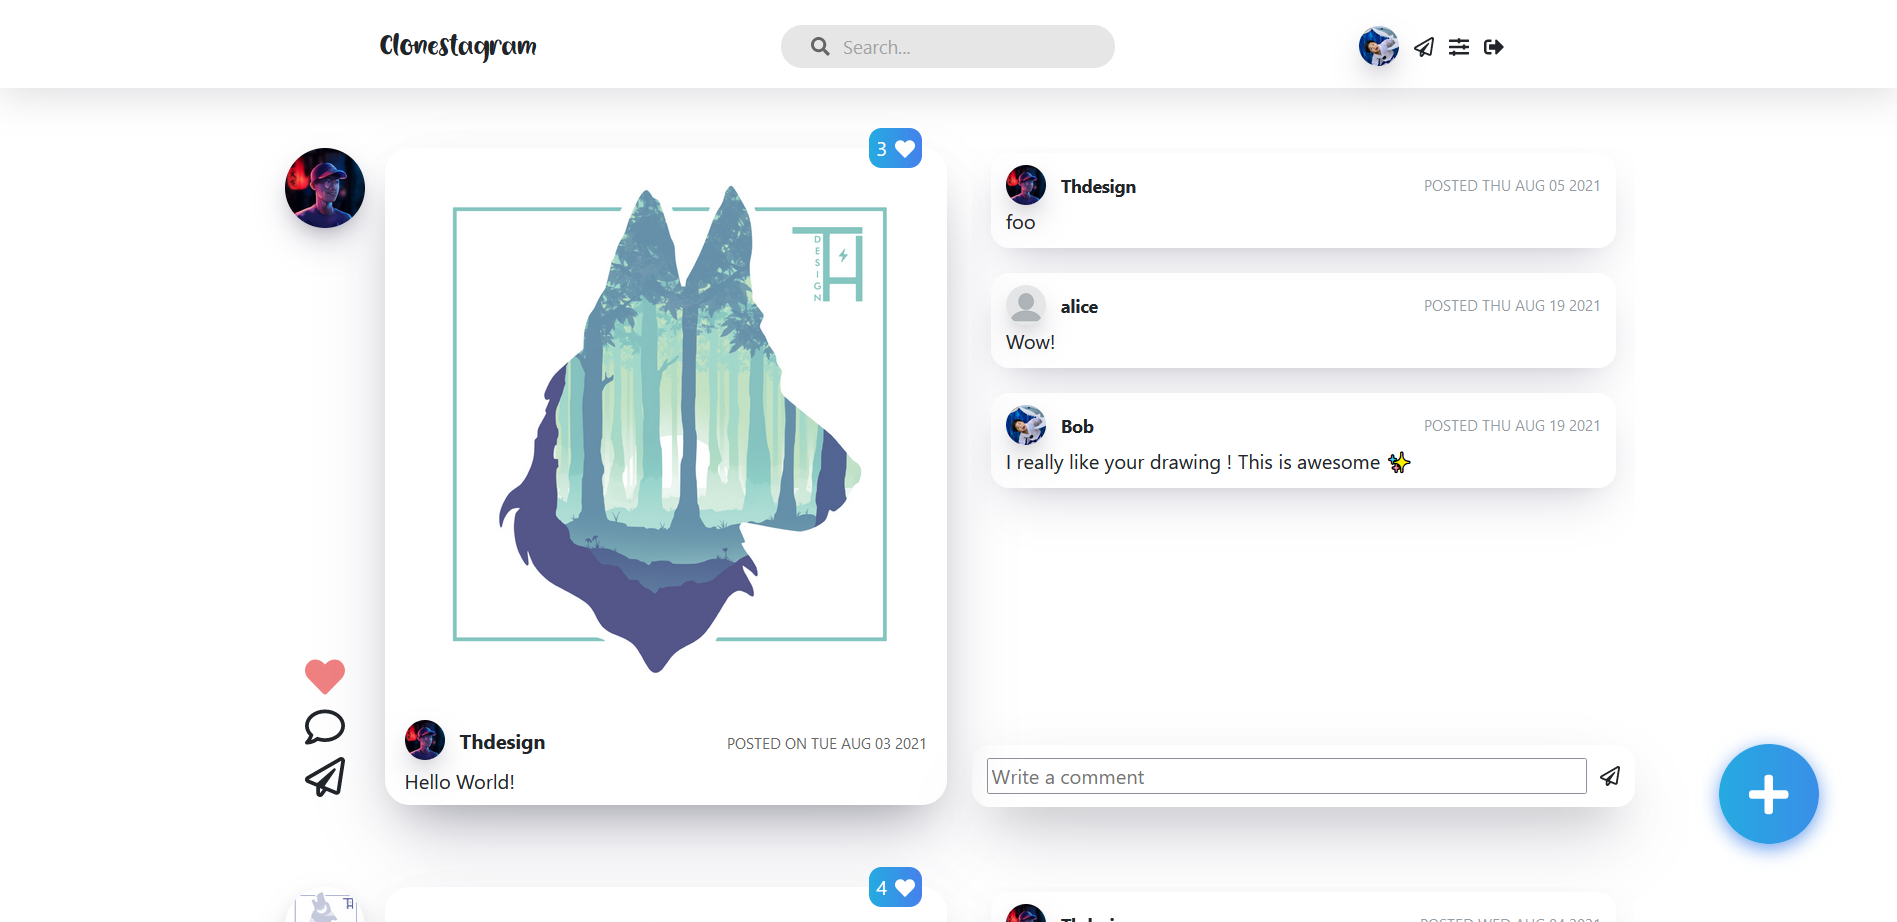 Clonestagram
Search...
3
DESIGN
TH
Thdesign
POSTED ON TUE AUG 03 2021
Hello World!
Thdesign
POSTED THU AUG 05 2021
foo
alice
POSTED THU AUG 19 2021
Wow!
Bob
POSTED THU AUG 19 2021
I really like your drawing ! This is awesome ✨
Write a comment
4